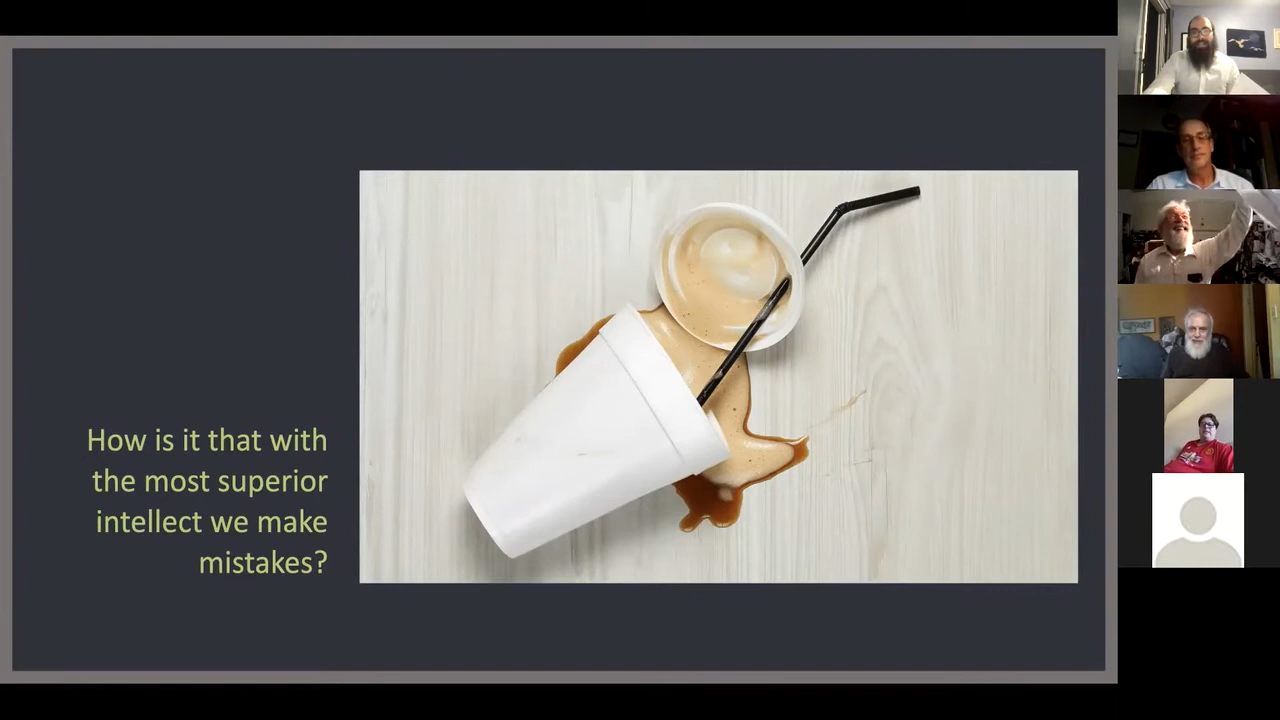 How is it that with
the most superior
intellect we make
mistakes?